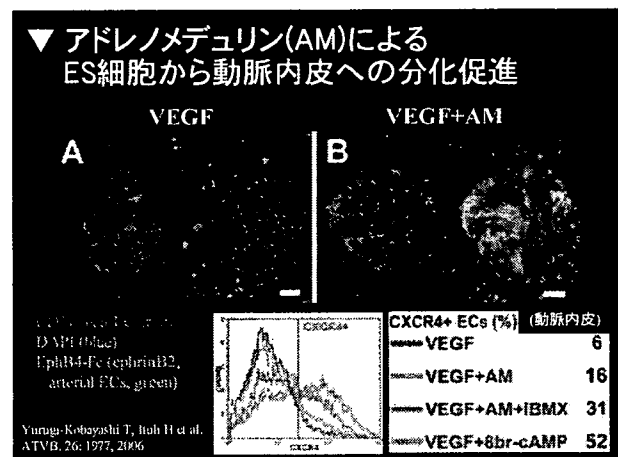 ▼ アドレノメデュリン(AM)による
ES細胞から動脈内皮への分化促進
VEGF
VEGF+AM
A
B
DAPI (blue)
EphB4-Fc (ephrinB2,
arterial ECs, green)
Yurugi-Kobayashi T, Itoh H et al.
ATVB, 26: 1977, 2006
CXCR4+
CXCR4
CXCR4+ ECs (%) (動脈内皮)
VEGF 6
VEGF+AM 16
VEGF+AM+IBMX 31
VEGF+8br-cAMP 52